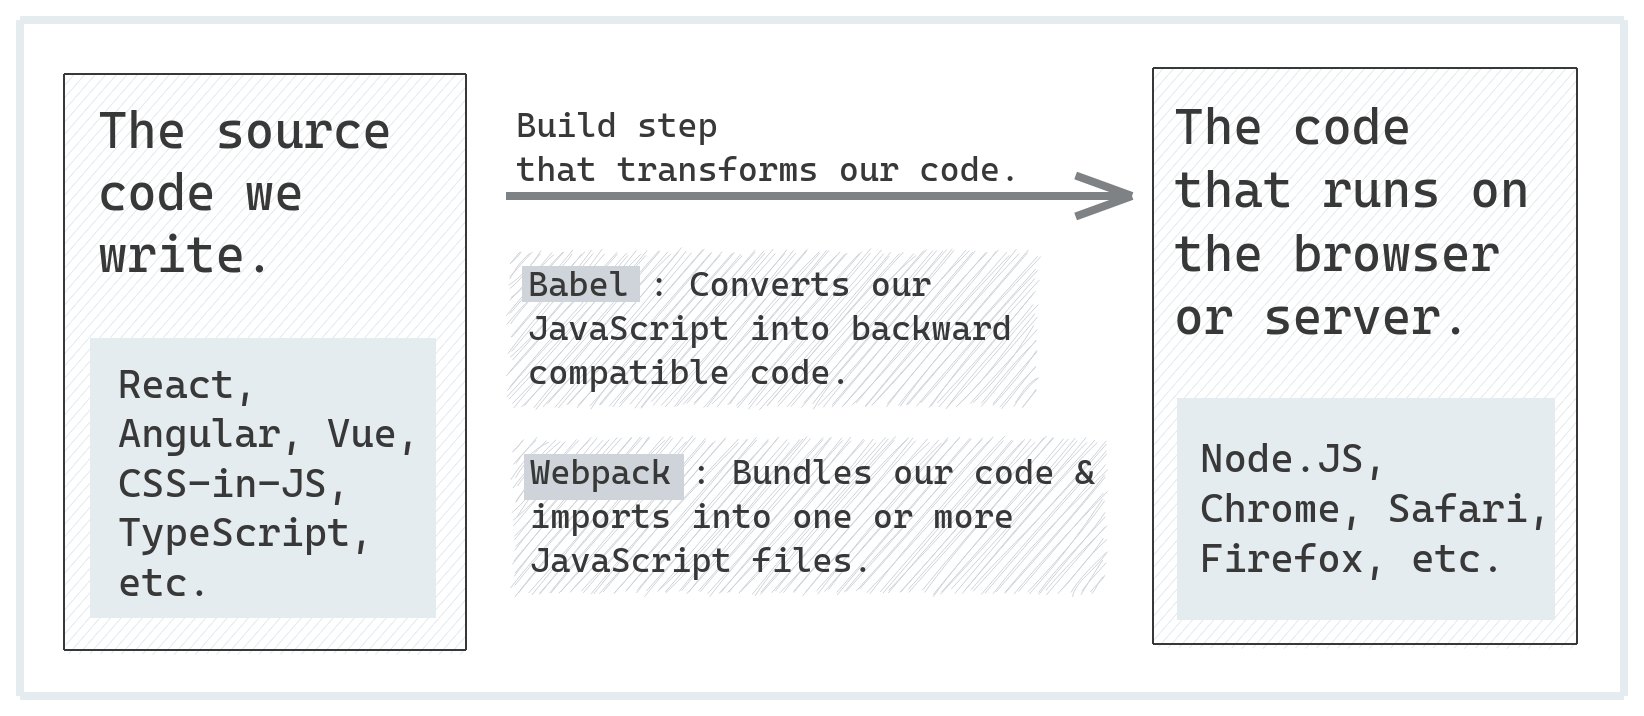 The source
code we
write.
React,
Angular, Vue,
CSS-in-JS,
TypeScript,
etc.
Build step
that transforms our code.
Babel : Converts our
JavaScript into backward
compatible code.
Webpack : Bundles our code &
imports into one or more
JavaScript files.
The code
that runs on
the browser
or server.
Node.JS,
Chrome, Safari,
Firefox, etc.